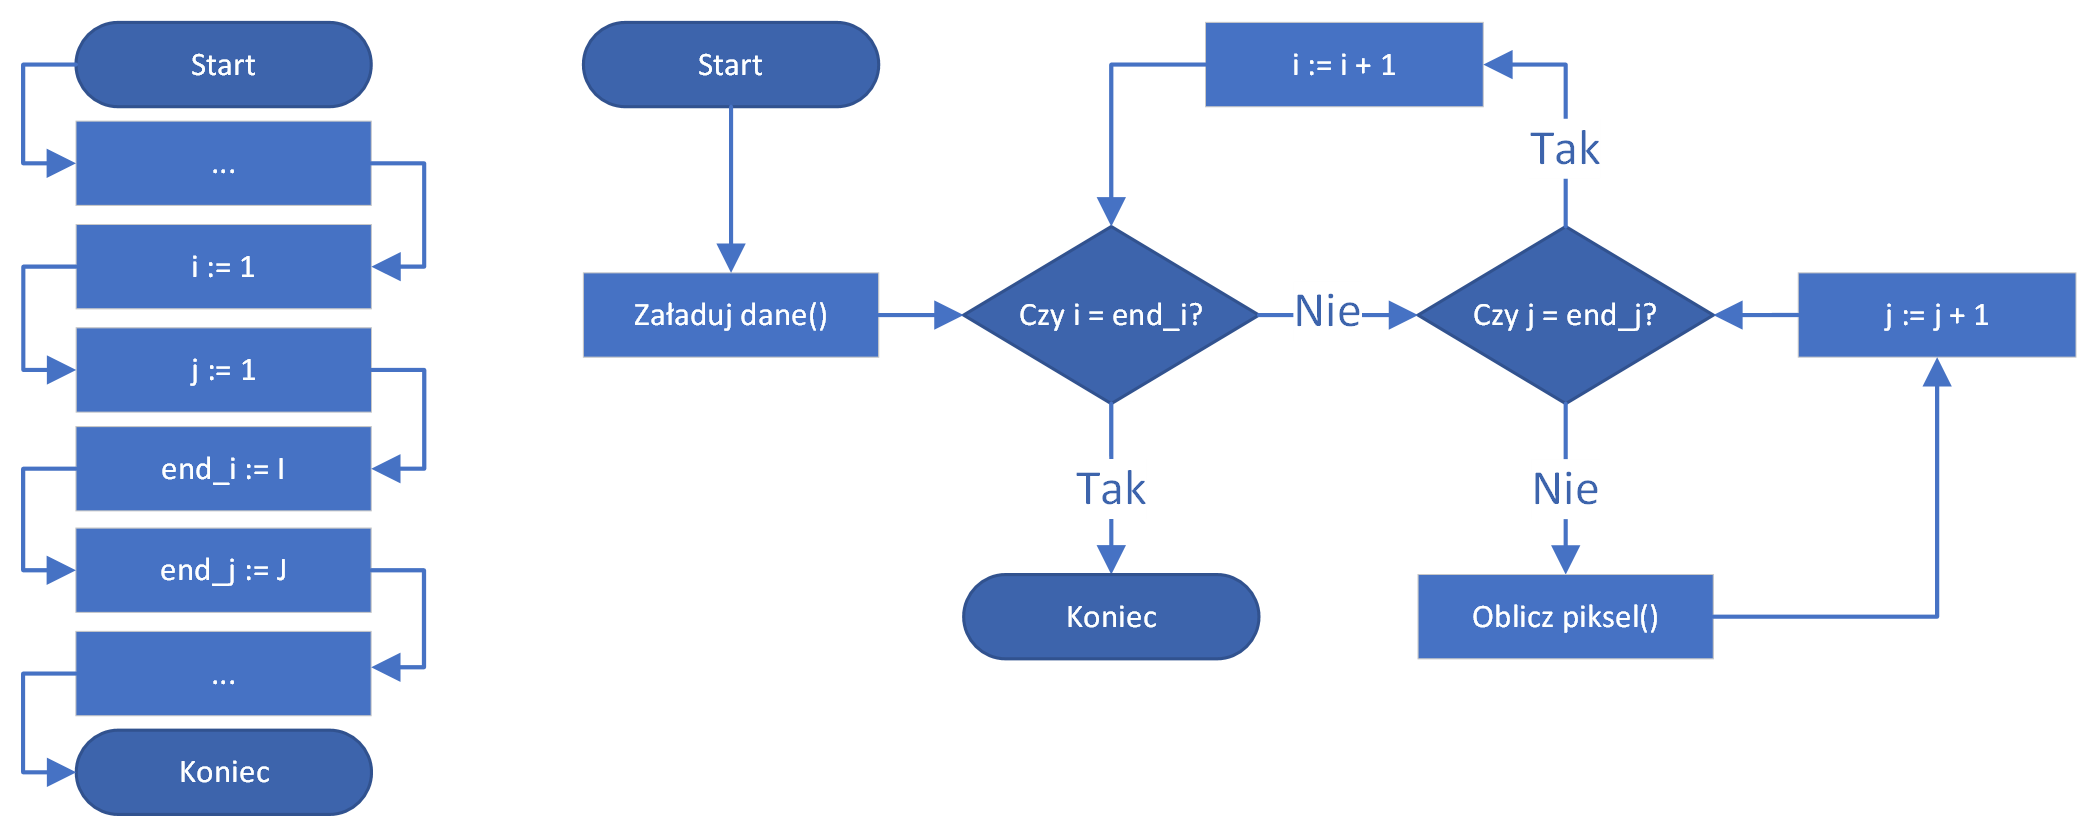 Start
...
i := 1
j := 1
end_i := I
end_j := J
...
Koniec
Start
Załaduj dane()
Czy i = end_i?
i := i + 1
Tak
Koniec
Nie
Czy j = end_j?
Tak
Nie
Oblicz piksel()
j := j + 1